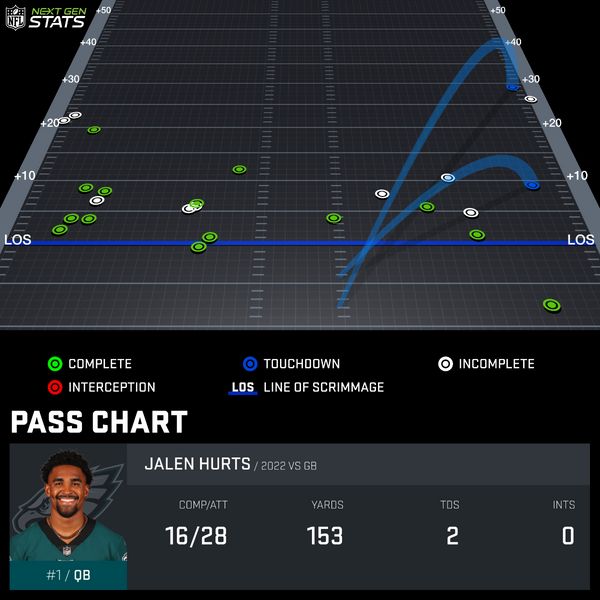 NFL NEXT GEN STATS
+50 +50
+40 +40
+30 +30
+20 +20
+10 +10
LOS LOS
COMPLETE TOUCHDOWN INCOMPLETE
INTERCEPTION LOS LINE OF SCRIMMAGE
PASS CHART
JALEN HURTS / 2022 VS GB
COMP/ATT YARDS TDS INTS
16/28 153 2 0
#1 / QB